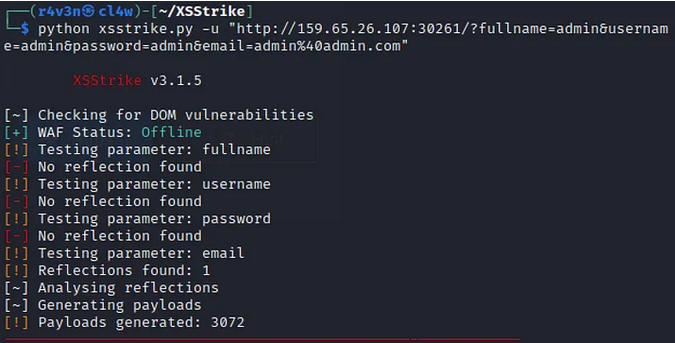 ┌──(r4v3n㉿cl4w)-[~/XSStrike]
└─$ python xsstrike.py -u "http://159.65.26.107:30261/?fullname=admin&usernam
e=admin&password=admin&email=admin%40admin.com"
XSStrike v3.1.5
[~] Checking for DOM vulnerabilities
[+] WAF Status: Offline
[!] Testing parameter: fullname
[-] No reflection found
[!] Testing parameter: username
[-] No reflection found
[!] Testing parameter: password
[-] No reflection found
[!] Testing parameter: email
[!] Reflections found: 1
[~] Analysing reflections
[~] Generating payloads
[!] Payloads generated: 3072